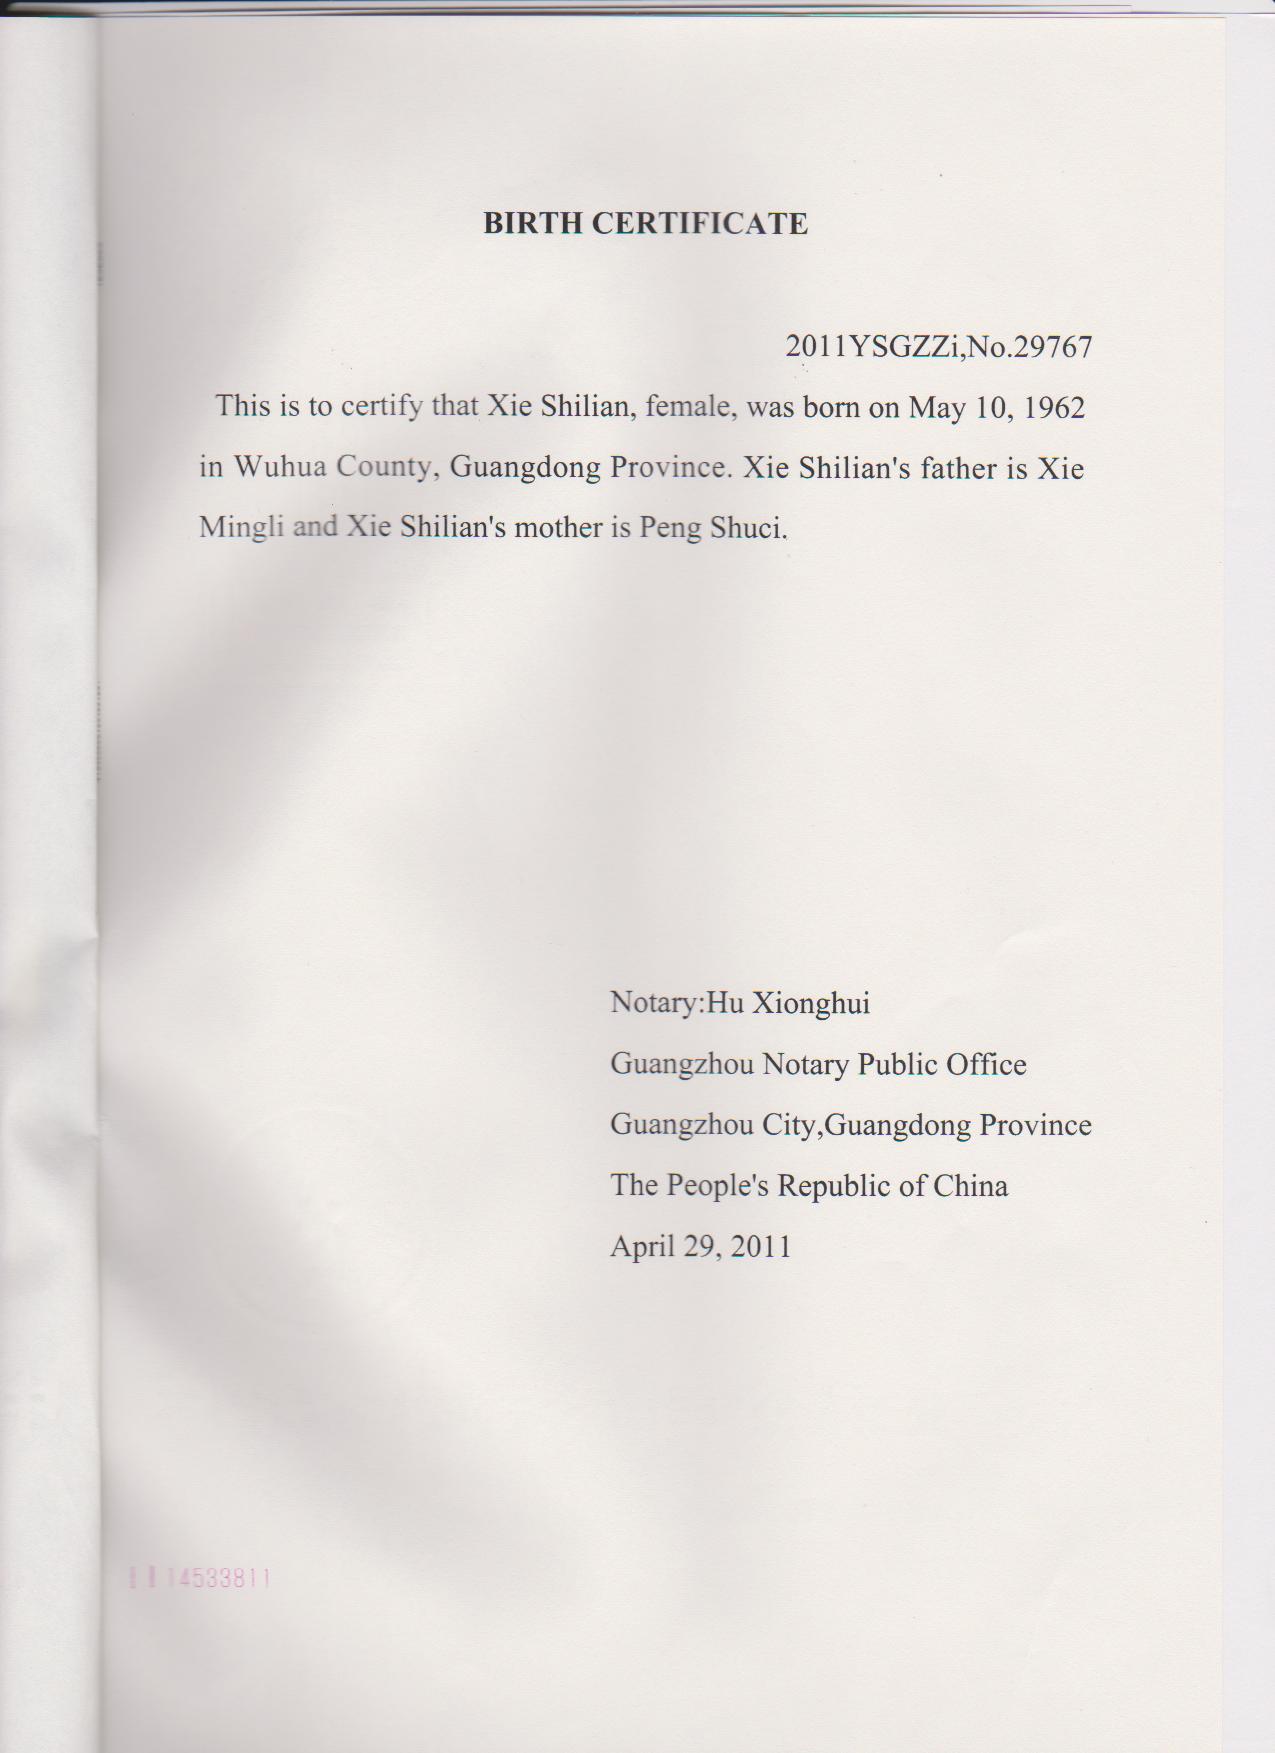 BIRTH CERTIFICATE
2011YSGZZi,No.29767
This is to certify that Xie Shilian, female, was born on May 10, 1962
in Wuhua County, Guangdong Province. Xie Shilian's father is Xie
Mingli and Xie Shilian's mother is Peng Shuci.
Notary:Hu Xionghui
Guangzhou Notary Public Office
Guangzhou City,Guangdong Province
The People's Republic of China
April 29, 2011
14533811